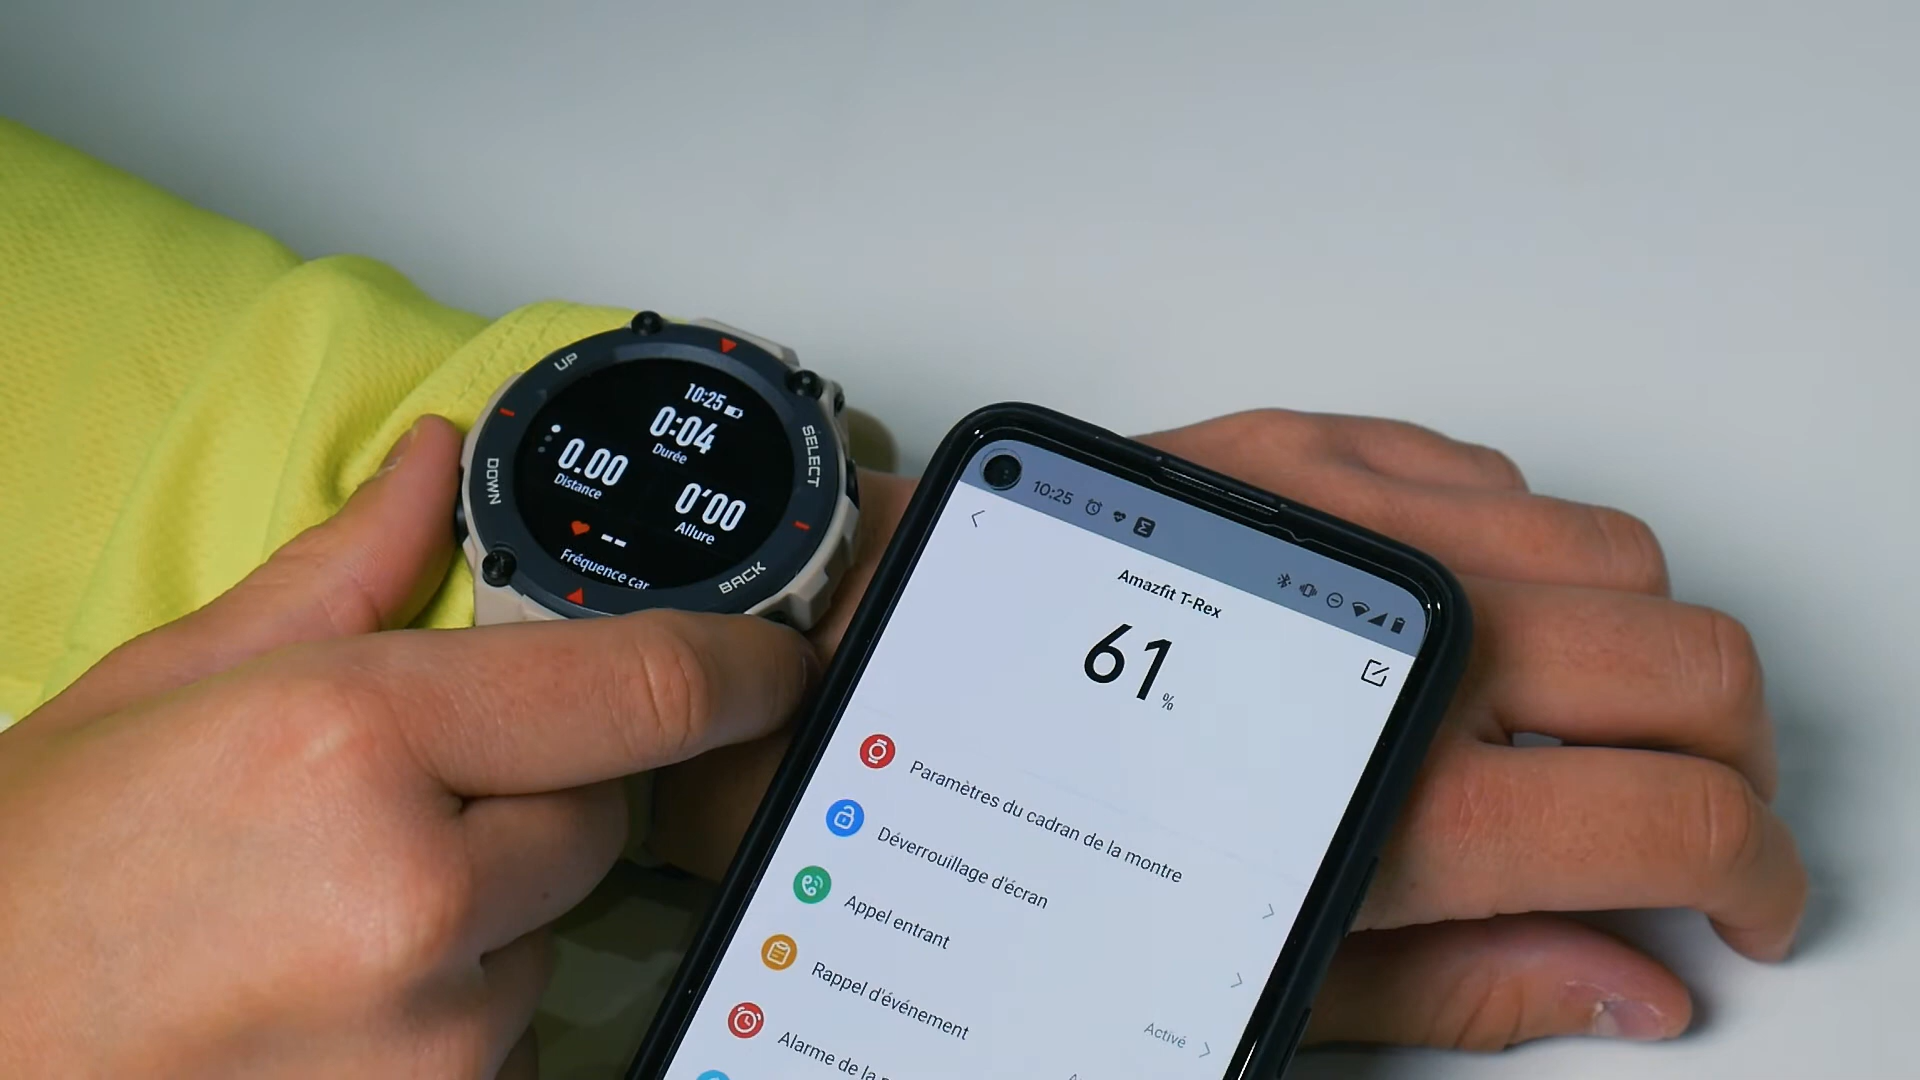 UP
SELECT
DOWN
BACK
10:25
0:04
Durée
0.00
Distance
0'00
Allure
--
Fréquence car
10:25
Amazfit T-Rex
61%
Paramètres du cadran de la montre
Déverrouillage d'écran
Appel entrant
Rappel d'événement
Activé
Alarme de la